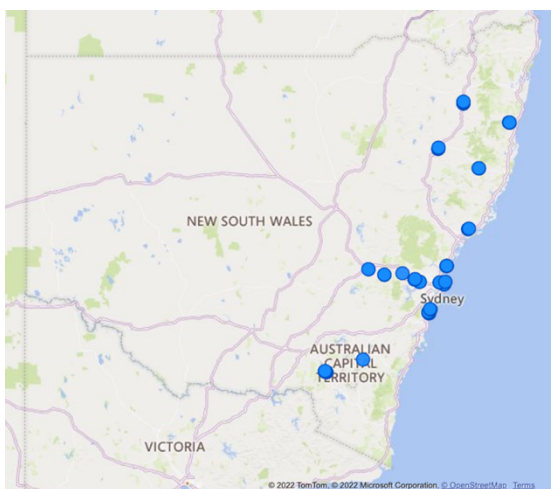 NEW SOUTH WALES
Sydney
AUSTRALIAN
CAPITAL
TERRITORY
VICTORIA
© 2022 TomTom, © 2022 Microsoft Corporation, © OpenStreetMap Terms